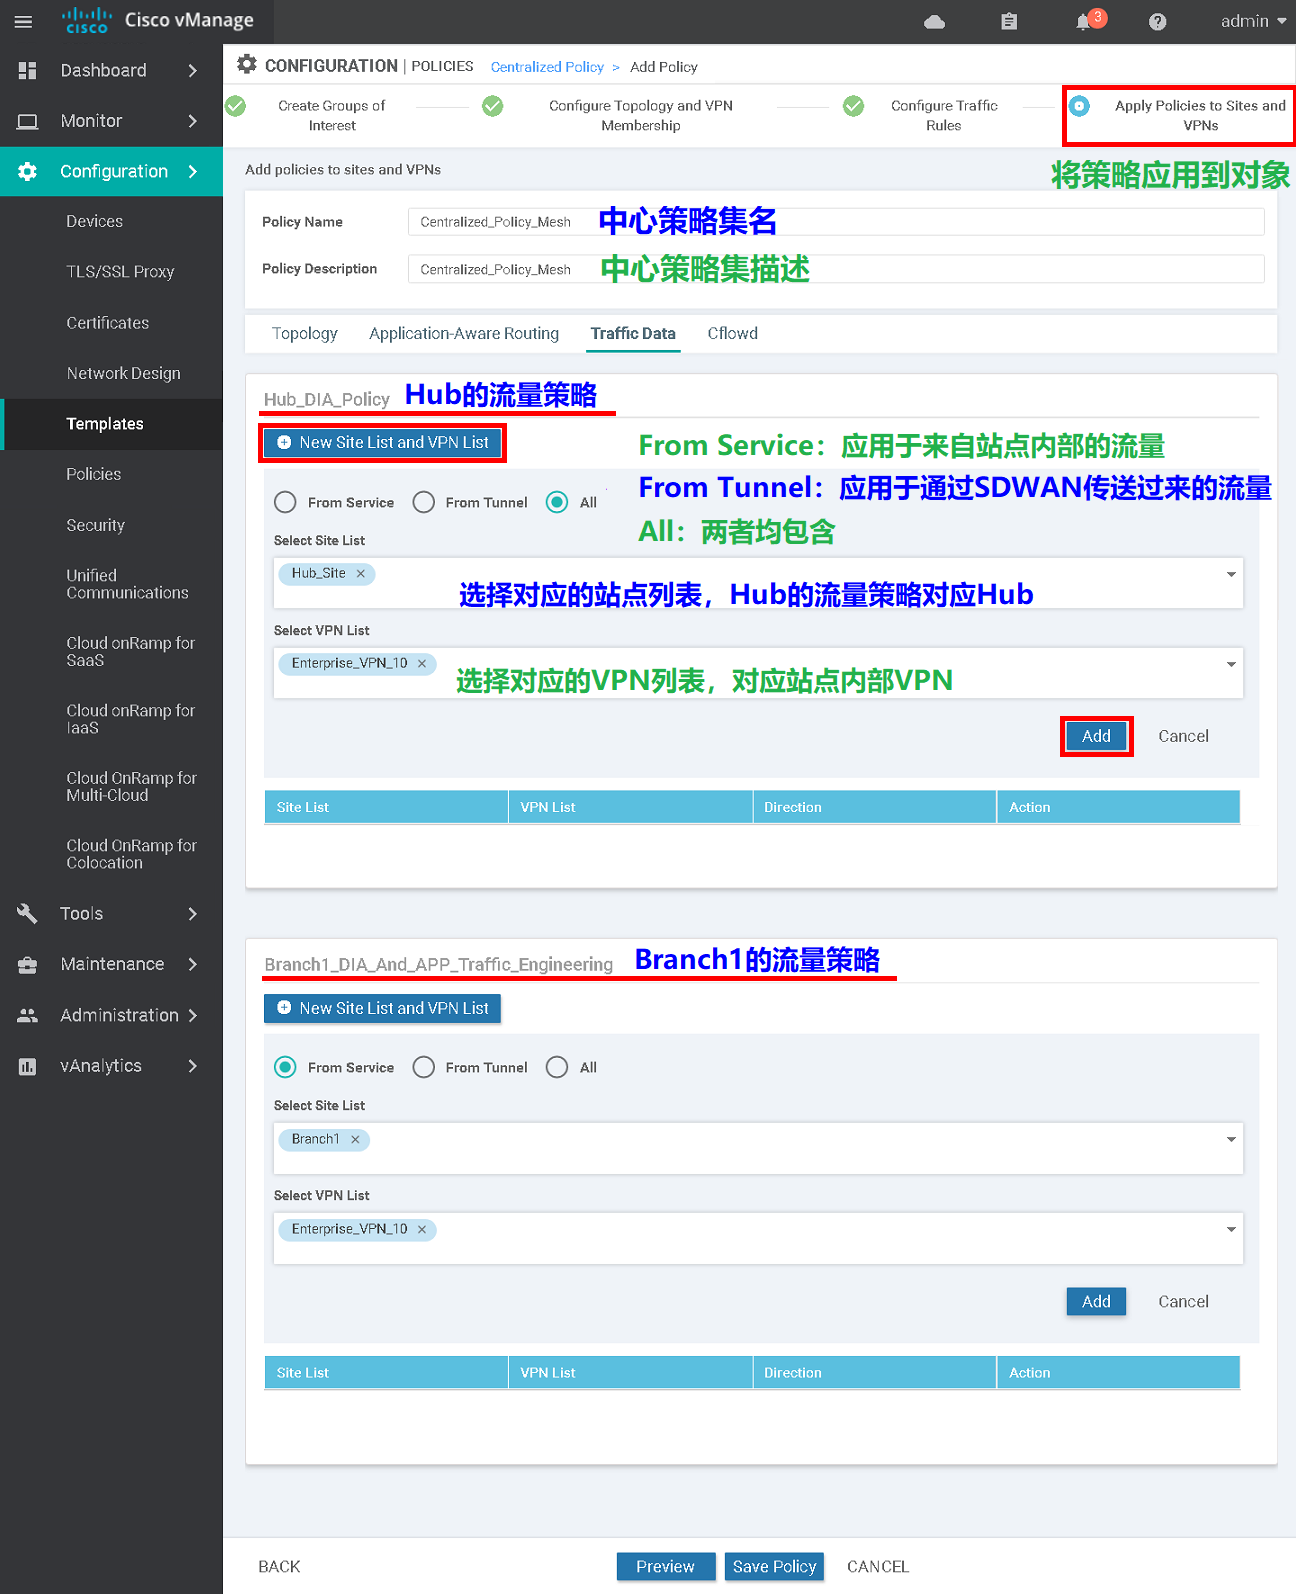 cisco
Cisco vManage
3
admin
Dashboard
Monitor
Configuration
Devices
TLS/SSL Proxy
Certificates
Network Design
Templates
Policies
Security
Unified
Communications
Cloud onRamp for
SaaS
Cloud onRamp for
IaaS
Cloud OnRamp for
Multi-Cloud
Cloud OnRamp for
Colocation
Tools
Maintenance
Administration
vAnalytics
CONFIGURATION | POLICIES Centralized Policy > Add Policy
Create Groups of
Interest
Configure Topology and VPN
Membership
Configure Traffic
Rules
Apply Policies to Sites and
VPNs
将策略应用到对象
Add policies to sites and VPNs
Policy Name Centralized_Policy_Mesh 中心策略集名
Policy Description Centralized_Policy_Mesh 中心策略集描述
Topology Application-Aware Routing Traffic Data Cflowd
Hub_DIA_Policy Hub的流量策略
New Site List and VPN List
From Service：应用于来自站点内部的流量
From Tunnel：应用于通过SDWAN传送过来的流量
All：两者均包含
From Service From Tunnel All
Select Site List
Hub_Site ×
选择对应的站点列表，Hub的流量策略对应Hub
Select VPN List
Enterprise_VPN_10 ×
选择对应的VPN列表，对应站点内部VPN
Add Cancel
Site List VPN List Direction Action
Branch1_DIA_And_APP_Traffic_Engineering Branch1的流量策略
New Site List and VPN List
From Service From Tunnel All
Select Site List
Branch1 ×
Select VPN List
Enterprise_VPN_10 ×
Add Cancel
Site List VPN List Direction Action
BACK Preview Save Policy CANCEL